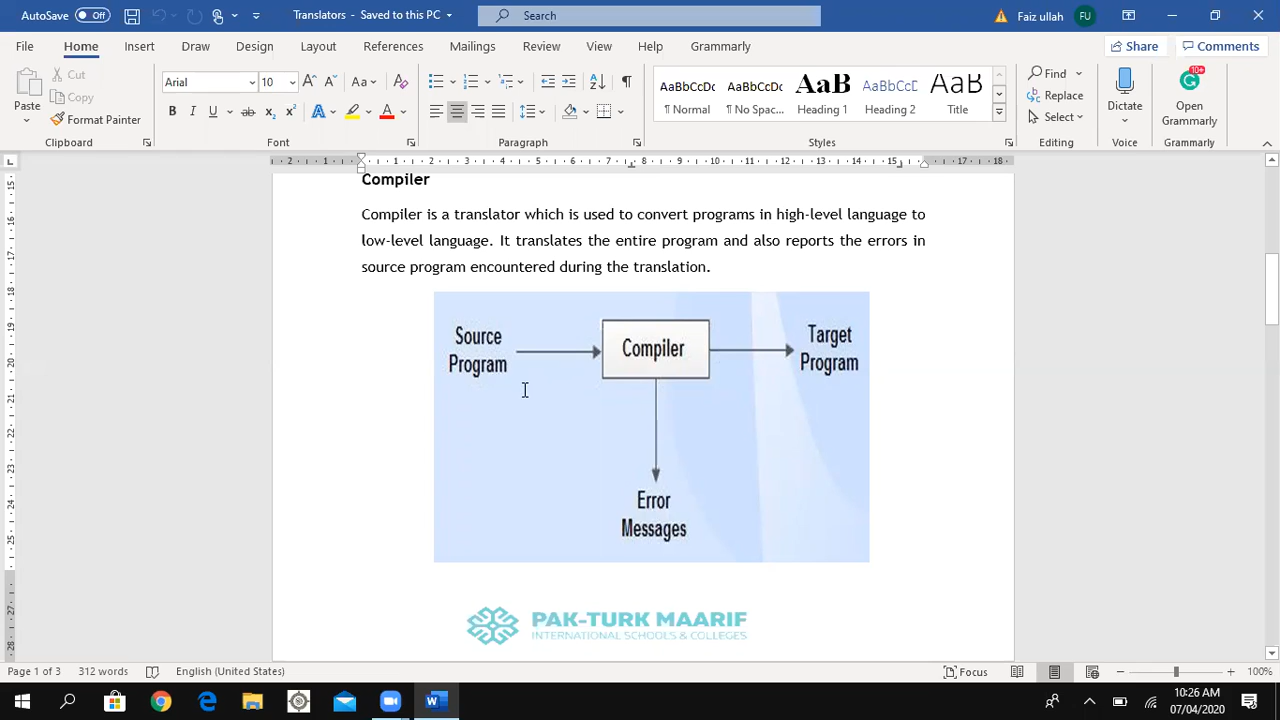 AutoSave Off Translators - Saved to this PC Search Faiz ullah FU
File Home Insert Draw Design Layout References Mailings Review View Help Grammarly Share Comments
Paste Cut Copy Format Painter
Clipboard
Arial 10
Font
Paragraph
AaBbCcDc AaBbCcDc AaB AaBbCcD AaB
¶ Normal ¶ No Spac... Heading 1 Heading 2 Title
Styles
Find
Replace
Select
Editing
Dictate
Voice
10+
Open Grammarly
Grammarly
Compiler
Compiler is a translator which is used to convert programs in high-level language to
low-level language. It translates the entire program and also reports the errors in
source program encountered during the translation.
Source
Program
Compiler
Target
Program
Error
Messages
PAK-TURK MAARIF
INTERNATIONAL SCHOOLS & COLLEGES
Page 1 of 3 312 words English (United States) Focus 100%
10:26 AM
07/04/2020